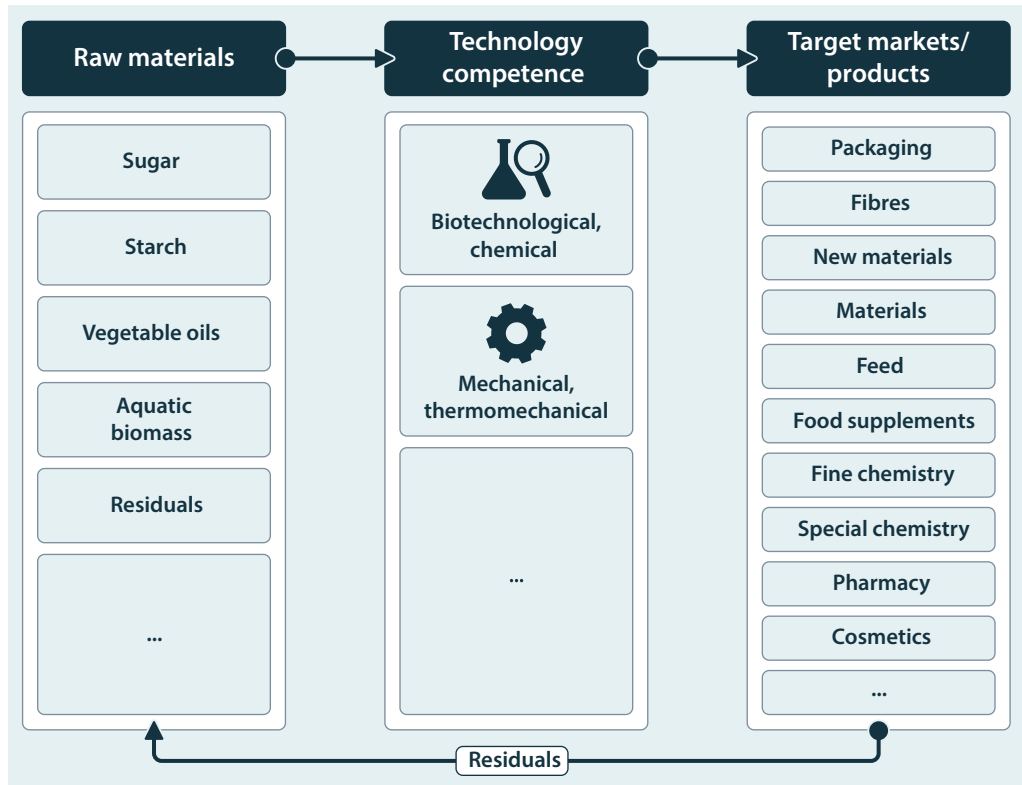 Raw materials
Technology
competence
Target markets/
products
Sugar
Starch
Vegetable oils
Aquatic
biomass
Residuals
...
Biotechnological,
chemical
Mechanical,
thermomechanical
...
Packaging
Fibres
New materials
Materials
Feed
Food supplements
Fine chemistry
Special chemistry
Pharmacy
Cosmetics
...
Residuals